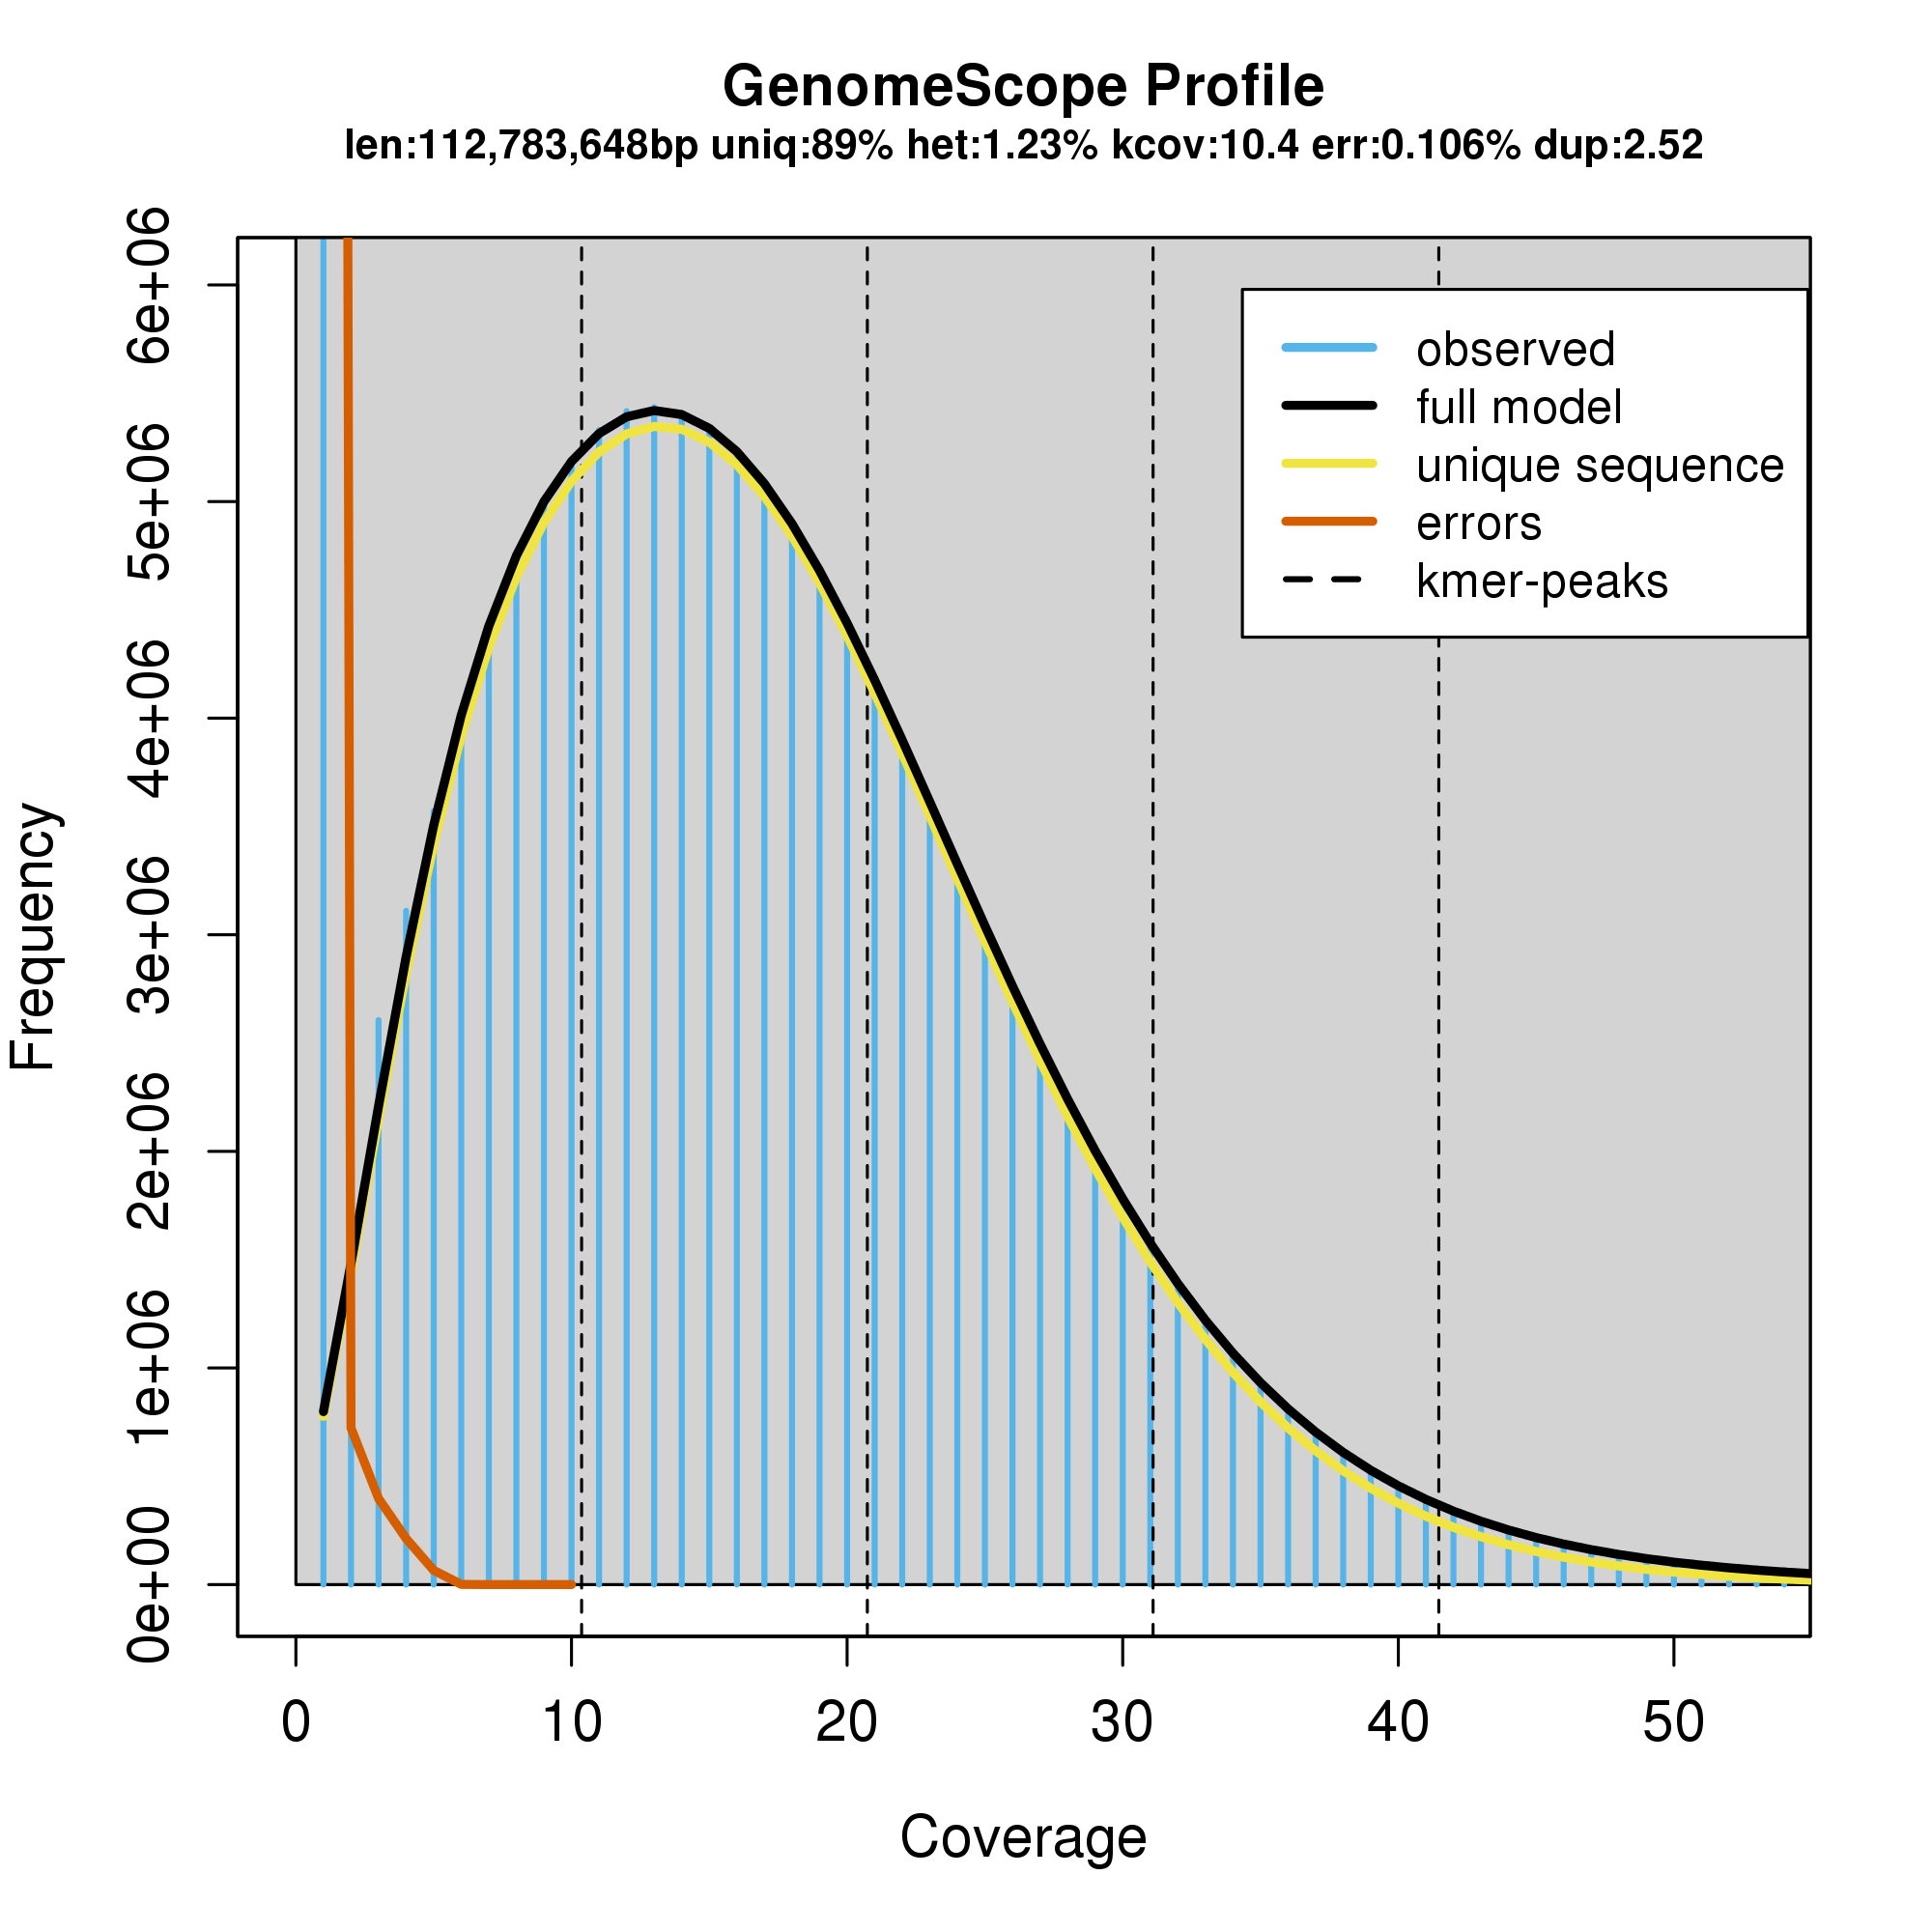 GenomeScope Profile
len:112,783,648bp uniq:89% het:1.23% kcov:10.4 err:0.106% dup:2.52
observed
full model
unique sequence
errors
kmer-peaks
Frequency
6e+06
5e+06
4e+06
3e+06
2e+06
1e+06
0e+00
0 10 20 30 40 50
Coverage